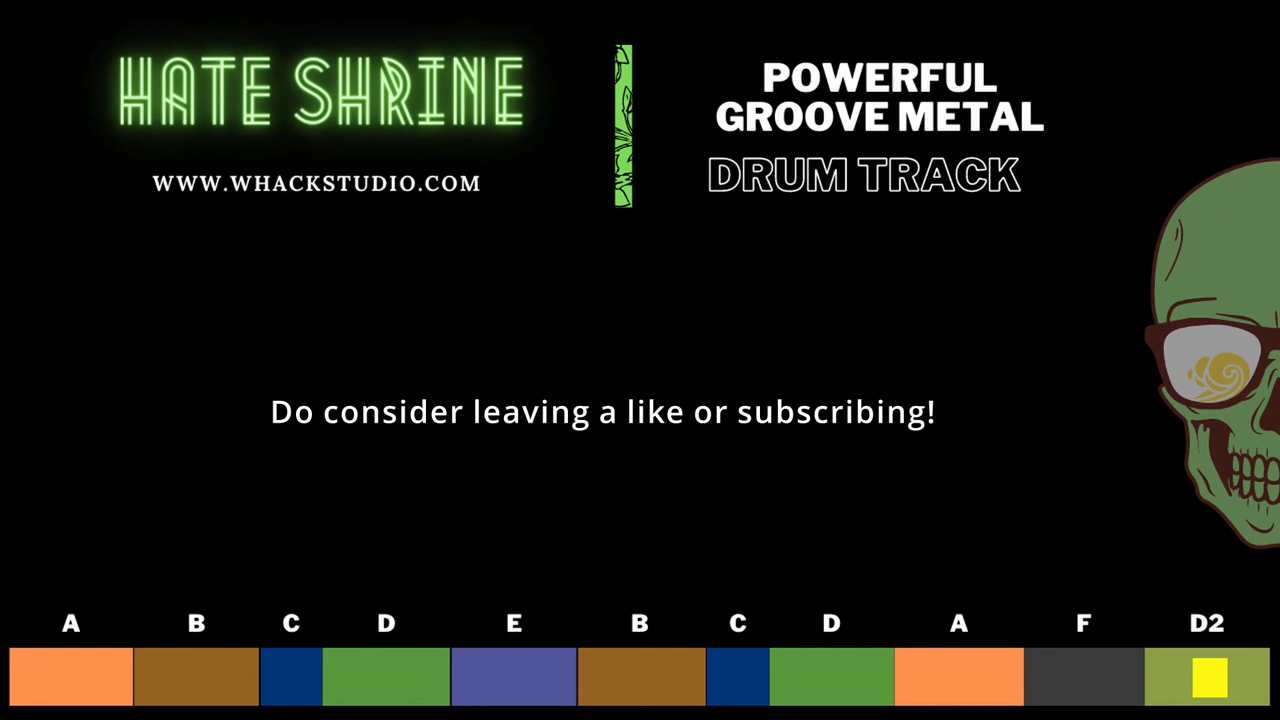 HATE SHRINE
WWW.WHACKSTUDIO.COM
POWERFUL
GROOVE METAL
DRUM TRACK
Do consider leaving a like or subscribing!
A B C D E B C D A F D2